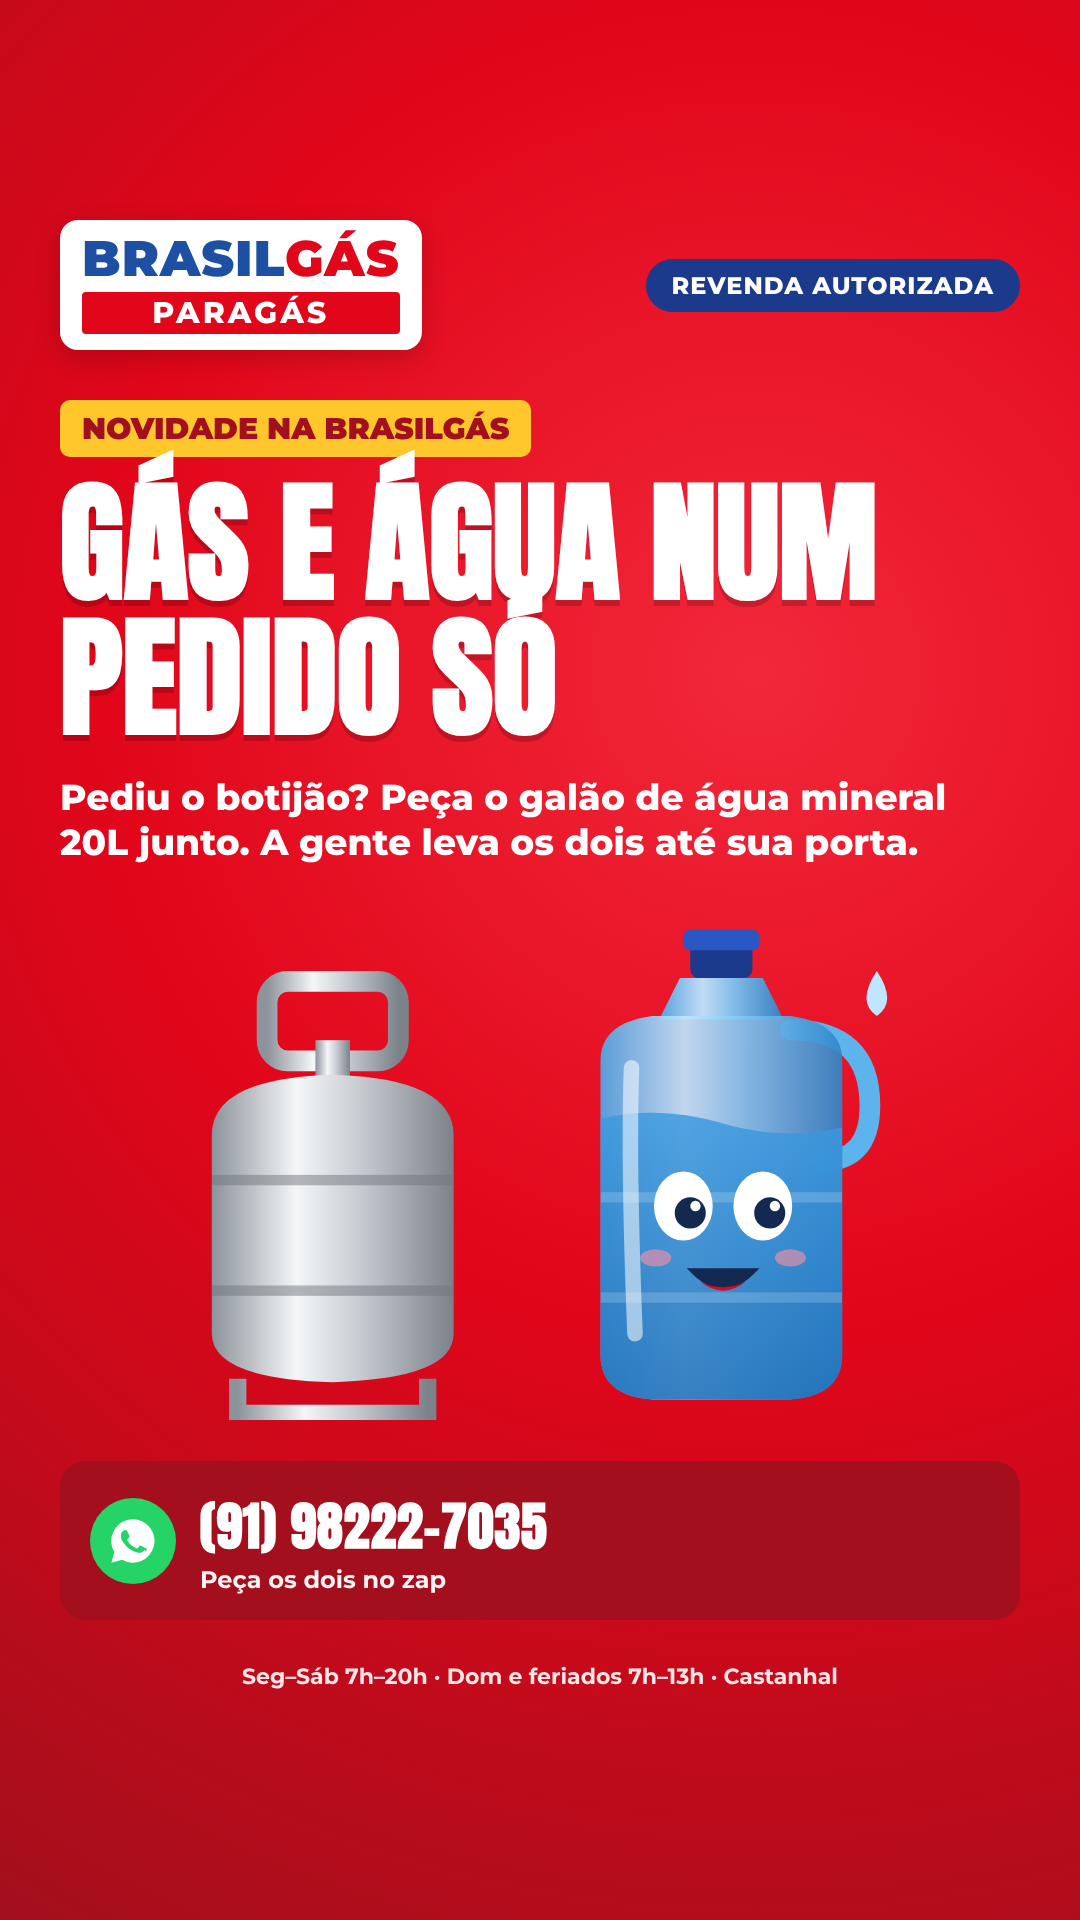 BRASILGÁS
PARAGÁS
REVENDA AUTORIZADA
NOVIDADE NA BRASILGÁS
GÁS E ÁGUA NUM
PEDIDO SÓ
Pediu o botijão? Peça o galão de água mineral
20L junto. A gente leva os dois até sua porta.
(91) 98222-7035
Peça os dois no zap
Seg–Sáb 7h–20h · Dom e feriados 7h–13h · Castanhal